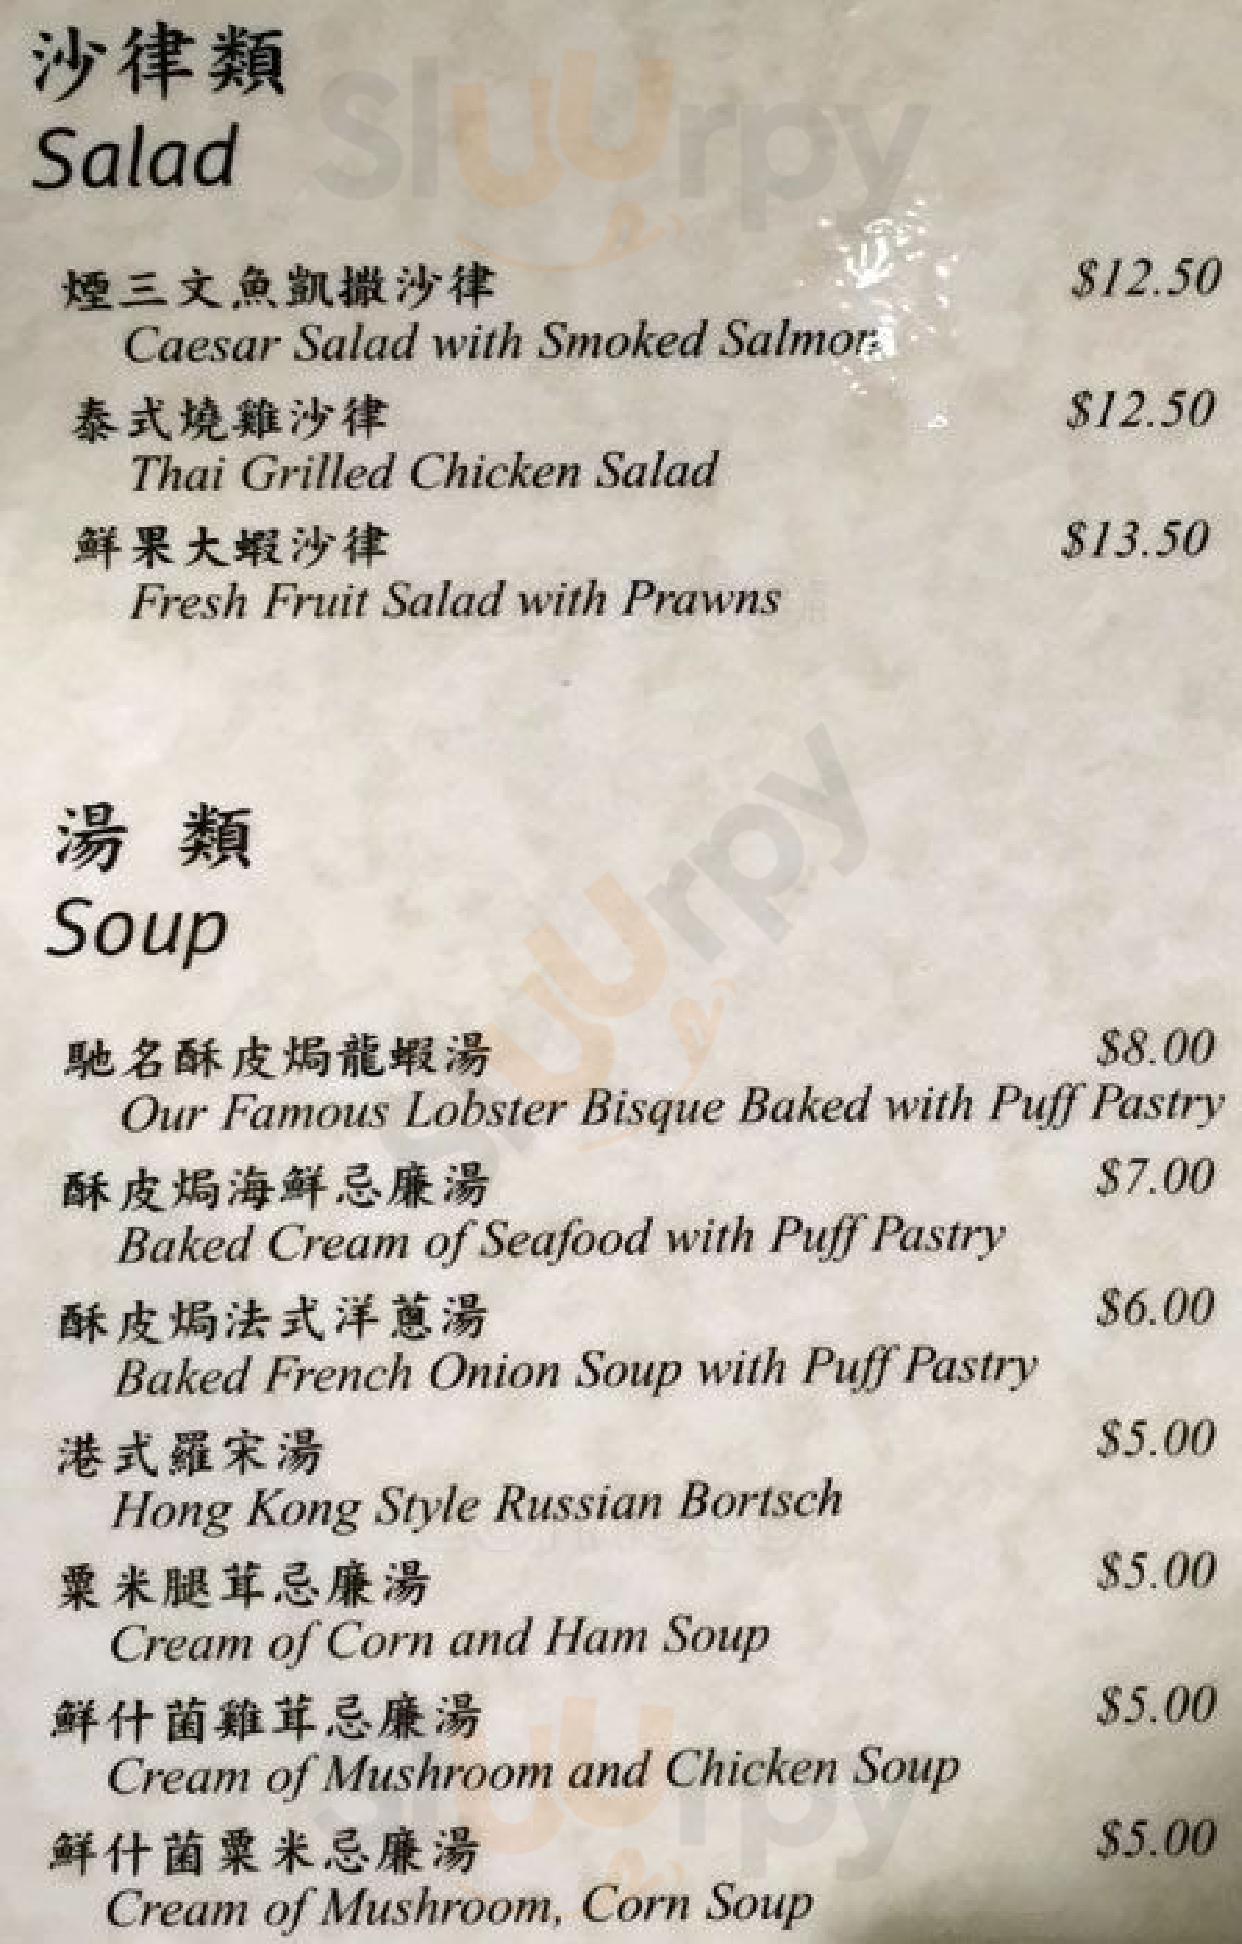 沙律類
Salad
煙三文魚凱撒沙律 $12.50
Caesar Salad with Smoked Salmon
泰式燒雞沙律 $12.50
Thai Grilled Chicken Salad
鮮果大蝦沙律 $13.50
Fresh Fruit Salad with Prawns
湯 類
Soup
馳名酥皮焗龍蝦湯 $8.00
Our Famous Lobster Bisque Baked with Puff Pastry
酥皮焗海鮮忌廉湯 $7.00
Baked Cream of Seafood with Puff Pastry
酥皮焗法式洋蔥湯 $6.00
Baked French Onion Soup with Puff Pastry
港式羅宋湯 $5.00
Hong Kong Style Russian Bortsch
粟米腿茸忌廉湯 $5.00
Cream of Corn and Ham Soup
鮮什菌雞茸忌廉湯 $5.00
Cream of Mushroom and Chicken Soup
鮮什菌粟米忌廉湯 $5.00
Cream of Mushroom, Corn Soup
Sluurpy
Sluurpy
Sluurpy